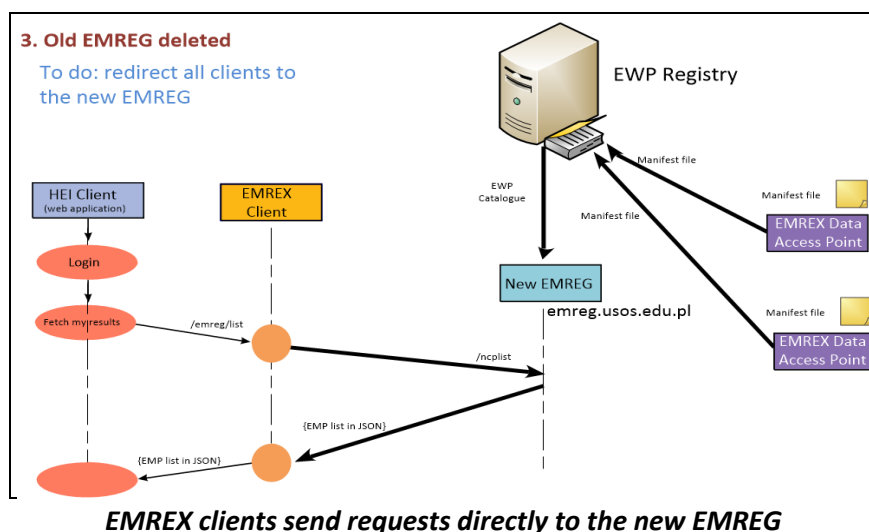 3. Old EMREG deleted
To do: redirect all clients to
the new EMREG
EWP Registry
Manifest file
EWP
Catalogue
Manifest file
Manifest file
HEI Client
(web application)
EMREX
Client
EMREX Data
Access Point
Login
New EMREG
emreg.usos.edu.pl
Fetch my results
/emreg/list
Manifest file
EMREX Data
Access Point
/ncplist
{EMP list in JSON}
{EMP list in JSON}
EMREX clients send requests directly to the new EMREG